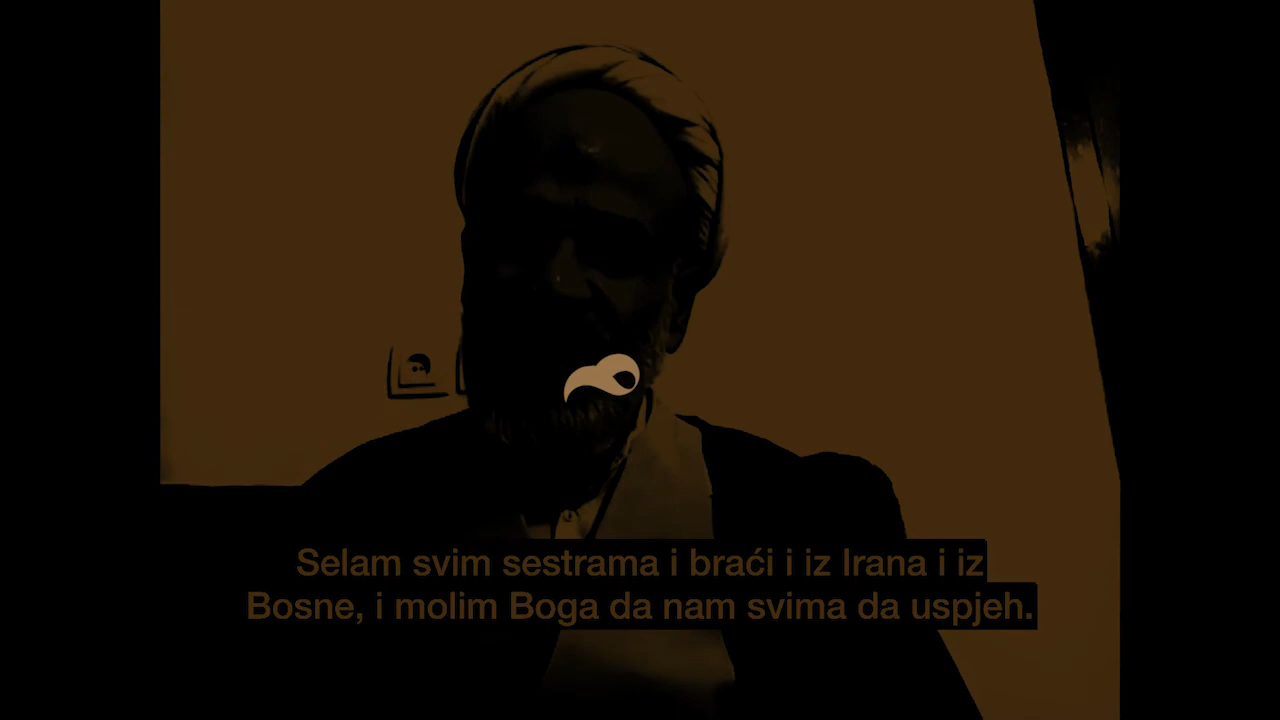 Selam svim sestrama i braći i iz Irana i iz
Bosne, i molim Boga da nam svima da uspjeh.